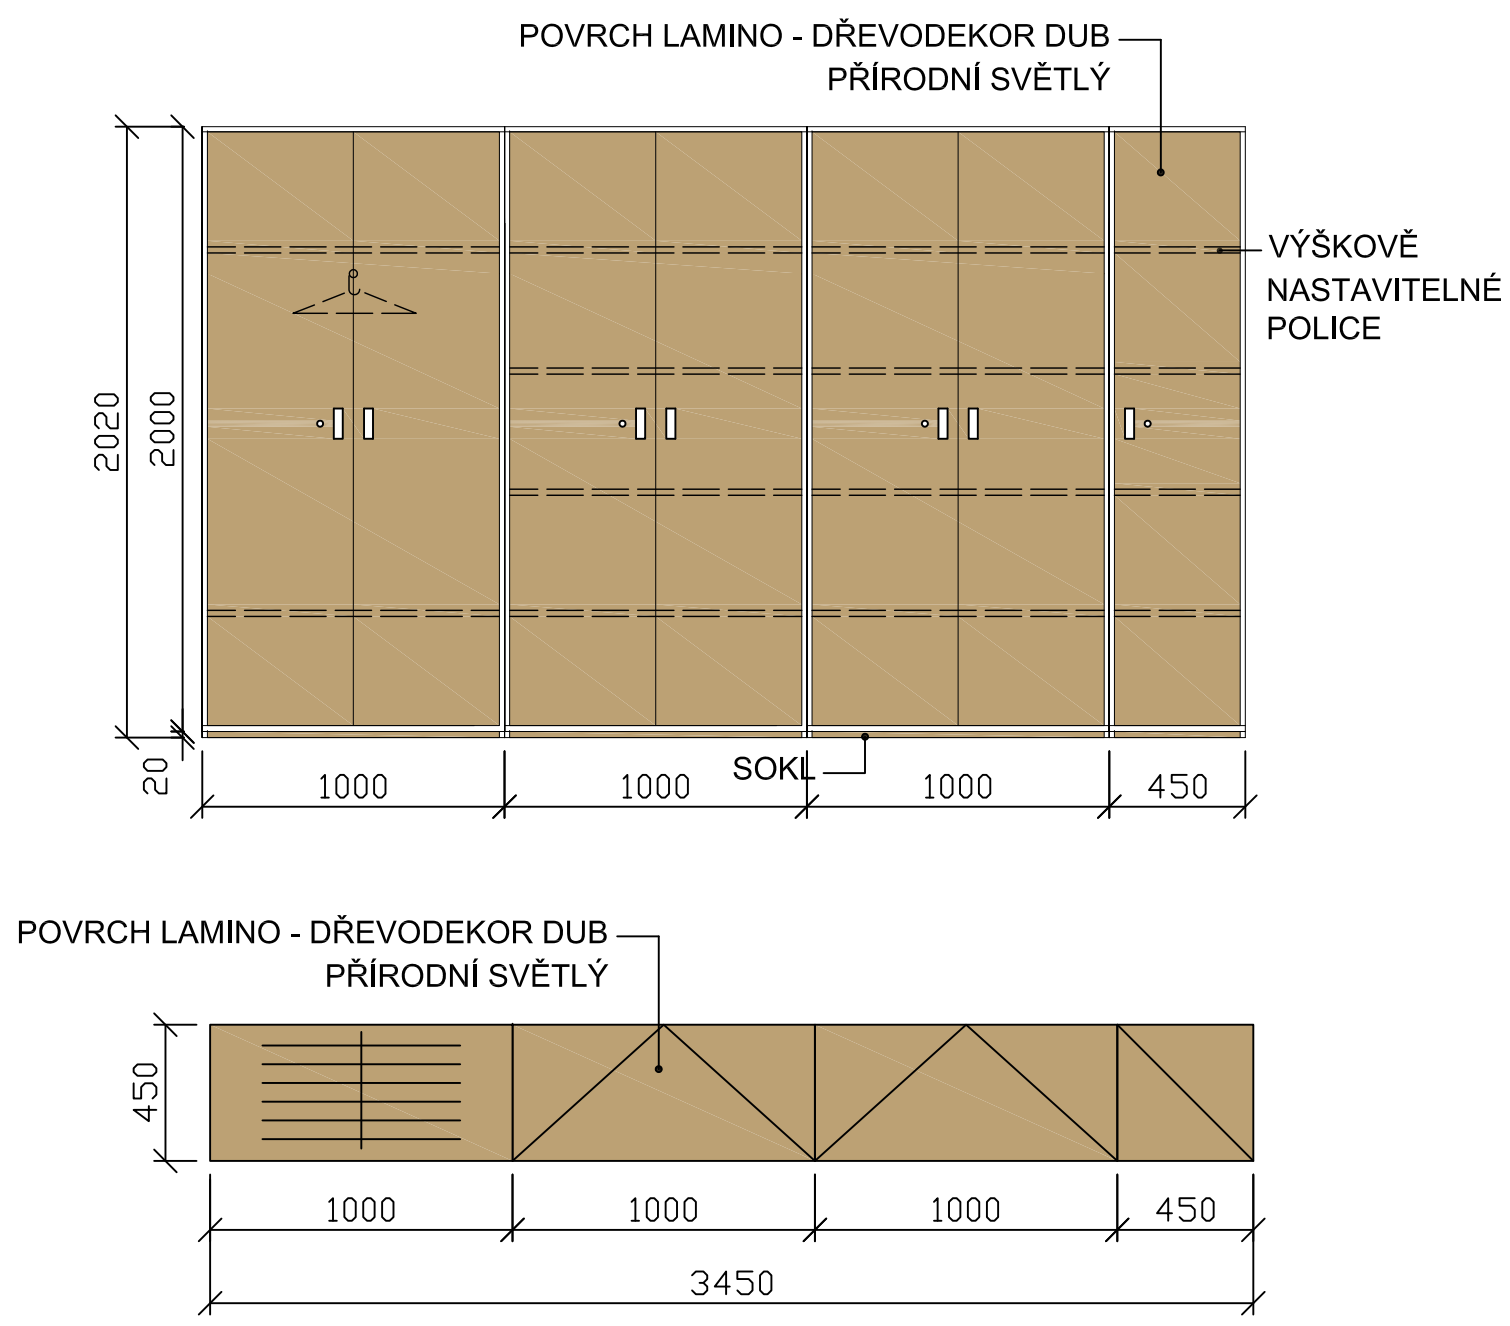 POVRCH LAMINO - DŘEVODEKOR DUB
PŘÍRODNÍ SVĚTLÝ
VÝŠKOVĚ
NASTAVITELNÉ
POLICE
2020
2000
20
SOKL
1000
1000
1000
450
POVRCH LAMINO - DŘEVODEKOR DUB
PŘÍRODNÍ SVĚTLÝ
450
1000
1000
1000
450
3450